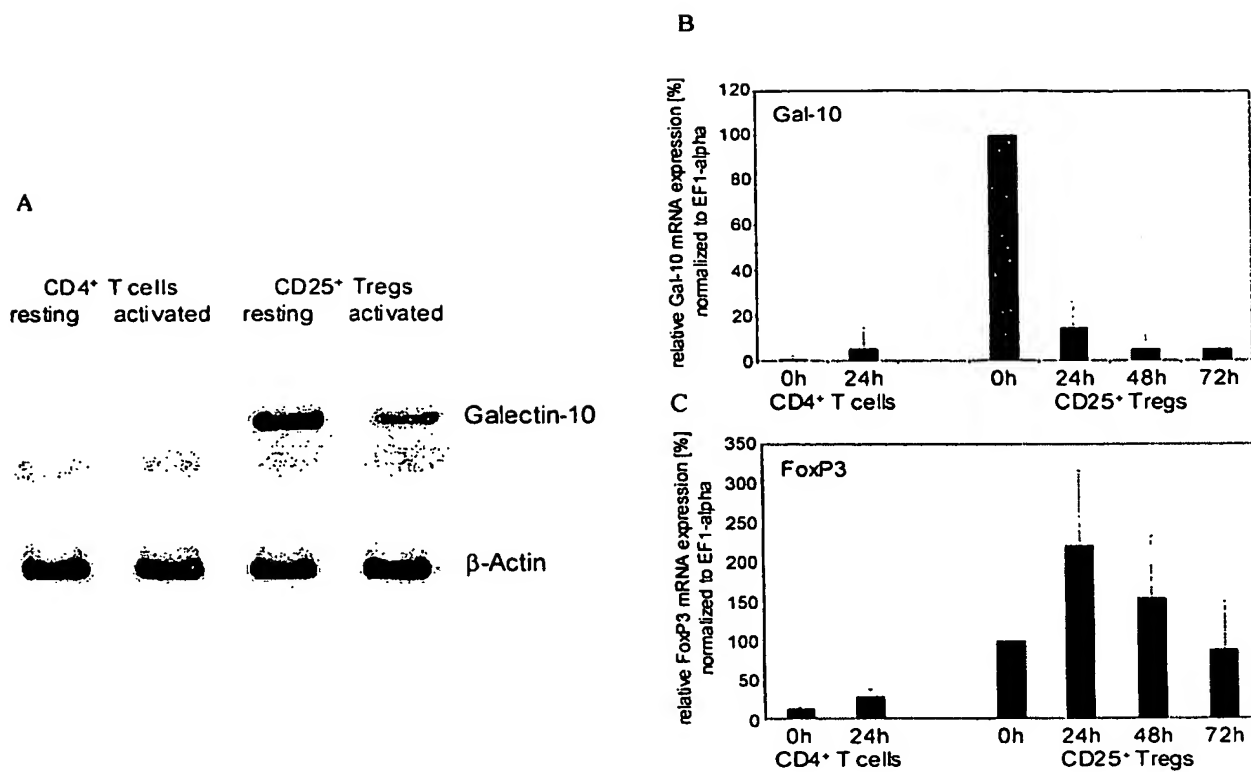 A
CD4+ T cells CD25+ Tregs
resting activated resting activated
Galectin-10
β-Actin
B
relative Gal-10 mRNA expression [%]
normalized to EF1-alpha
120
100
80
60
40
20
0
Gal-10
0h 24h 0h 24h 48h 72h
CD4+ T cells CD25+ Tregs
C
relative FoxP3 mRNA expression [%]
normalized to EF1-alpha
350
300
250
200
150
100
50
0
FoxP3
0h 24h 0h 24h 48h 72h
CD4+ T cells CD25+ Tregs